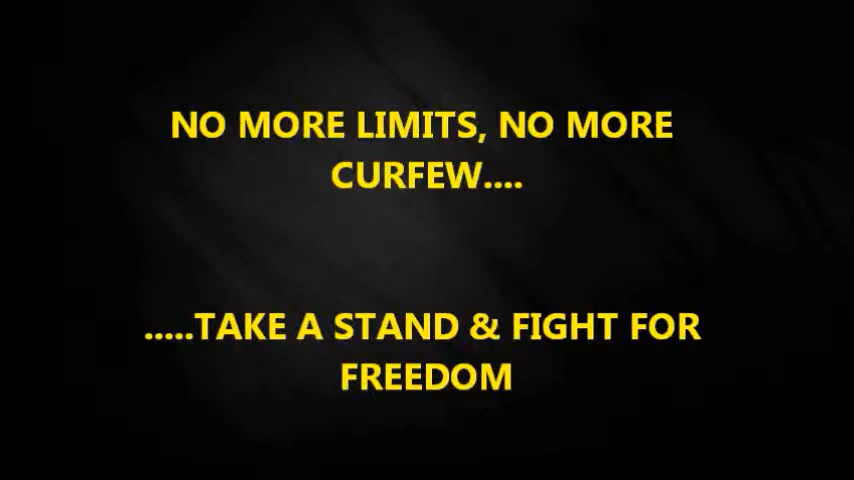 NO MORE LIMITS, NO MORE
CURFEW....
.....TAKE A STAND & FIGHT FOR
FREEDOM